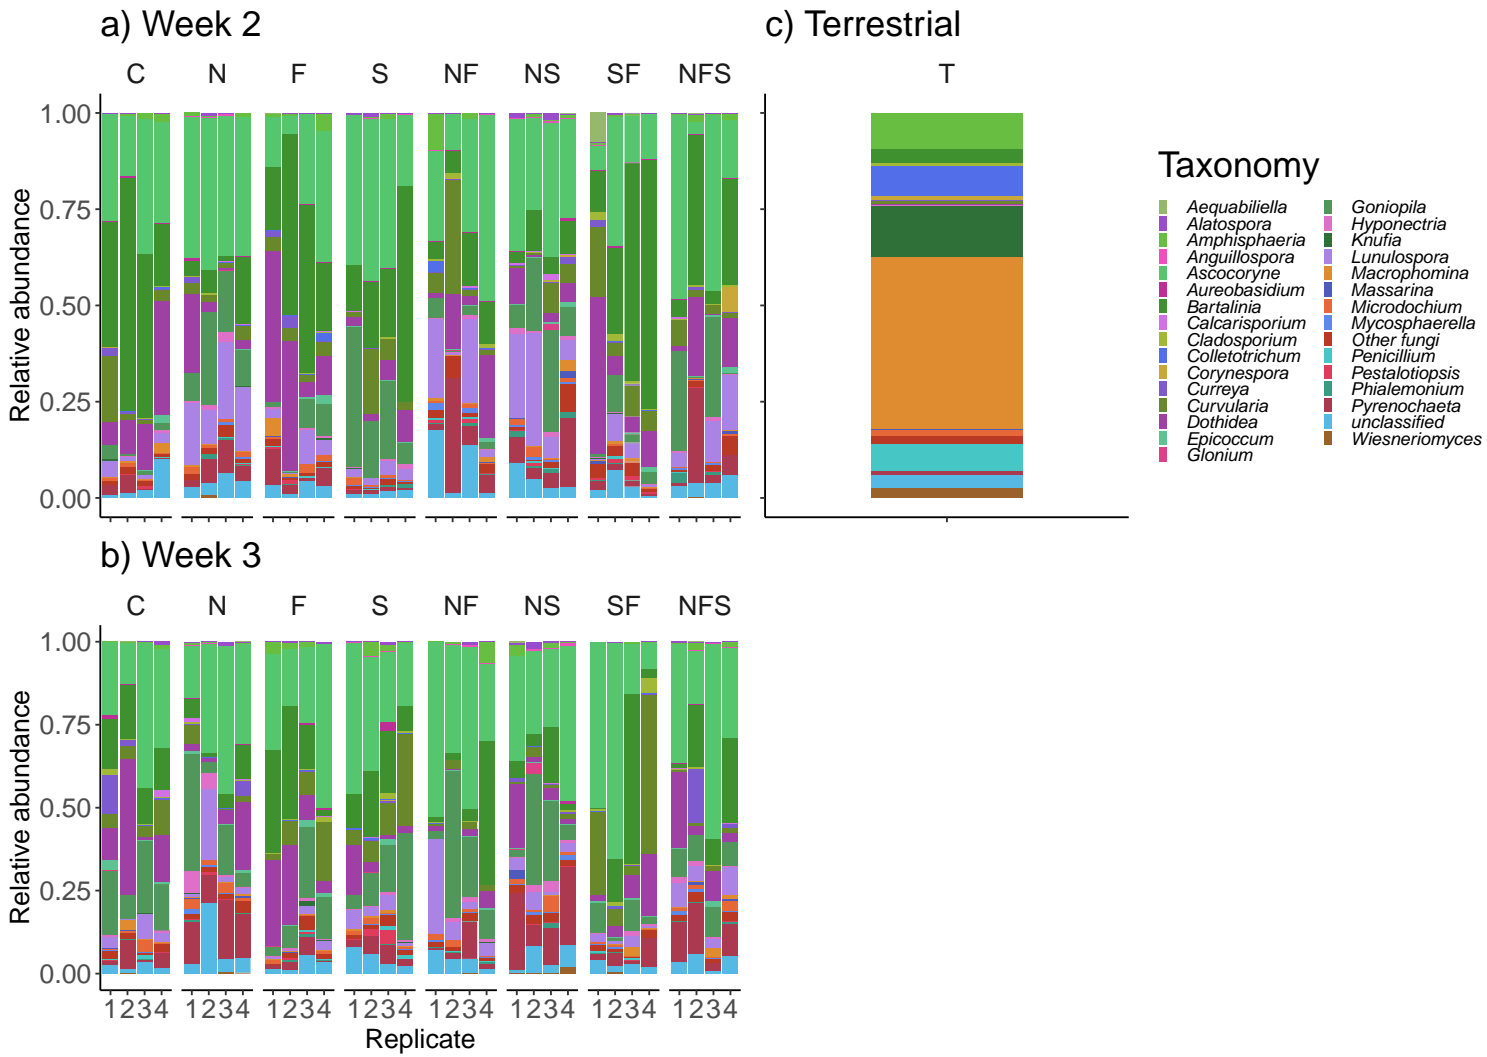 a) Week 2
C N F S NF NS SF NFS
1.00
0.75
0.50
0.25
0.00
Relative abundance
c) Terrestrial
T
Taxonomy
Aequabiliella
Alatospora
Amphisphaeria
Anguillospora
Ascocoryne
Aureobasidium
Bartalinia
Calcarisporium
Cladosporium
Colletotrichum
Corynespora
Curreya
Curvularia
Dothidea
Epicoccum
Glonium
Goniopila
Hyponectria
Knufia
Lunulospora
Macrophomina
Massarina
Microdochium
Mycosphaerella
Other fungi
Penicillium
Pestalotiopsis
Phialemonium
Pyrenochaeta
unclassified
Wiesneriomyces
b) Week 3
C N F S NF NS SF NFS
1.00
0.75
0.50
0.25
0.00
Relative abundance
1234 1234 1234 1234 1234 1234 1234 1234
Replicate